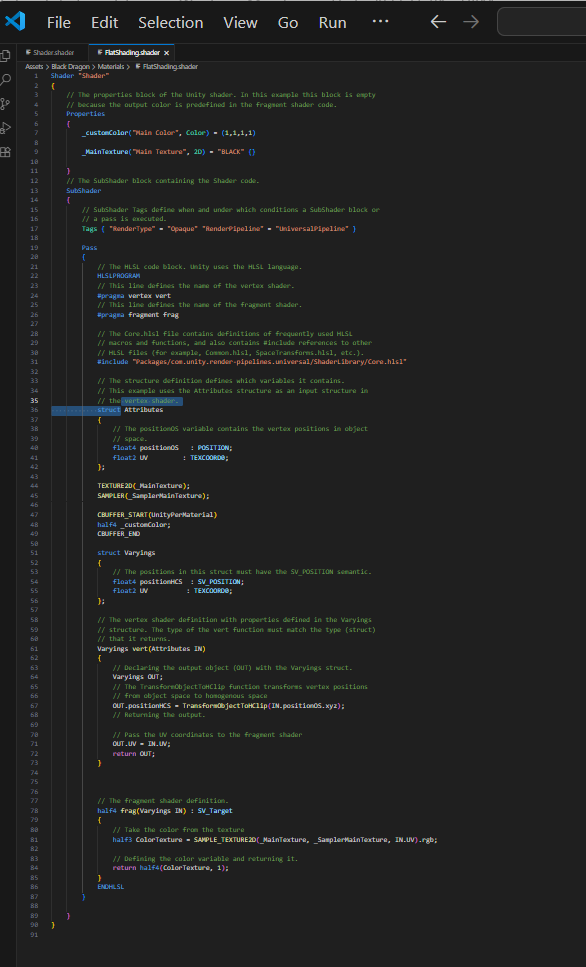 File Edit Selection View Go Run ···
Shader.shader FlatShading.shader ×
Assets > Black Dragon > Materials > FlatShading.shader
1 Shader "Shader"
2 {
3 // The properties block of the Unity shader. In this example this block is empty
4 // because the output color is predefined in the fragment shader code.
5 Properties
6 {
7 _customColor("Main Color", Color) = (1,1,1,1)
8
9 _MainTexture("Main Texture", 2D) = "BLACK" {}
10
11 }
12 // The SubShader block containing the Shader code.
13 SubShader
14 {
15 // SubShader Tags define when and under which conditions a SubShader block or
16 // a pass is executed.
17 Tags { "RenderType" = "Opaque" "RenderPipeline" = "UniversalPipeline" }
18
19 Pass
20 {
21 // The HLSL code block. Unity uses the HLSL language.
22 HLSLPROGRAM
23 // This line defines the name of the vertex shader.
24 #pragma vertex vert
25 // This line defines the name of the fragment shader.
26 #pragma fragment frag
27
28 // The Core.hlsl file contains definitions of frequently used HLSL
29 // macros and functions, and also contains #include references to other
30 // HLSL files (for example, Common.hlsl, SpaceTransforms.hlsl, etc.).
31 #include "Packages/com.unity.render-pipelines.universal/ShaderLibrary/Core.hlsl"
32
33 // The structure definition defines which variables it contains.
34 // This example uses the Attributes structure as an input structure in
35 // the vertex shader.
36 struct Attributes
37 {
38 // The positionOS variable contains the vertex positions in object
39 // space.
40 float4 positionOS : POSITION;
41 float2 UV : TEXCOORD0;
42 };
43
44 TEXTURE2D(_MainTexture);
45 SAMPLER(_SamplerMainTexture);
46
47 CBUFFER_START(UnityPerMaterial)
48 half4 _customColor;
49 CBUFFER_END
50
51 struct Varyings
52 {
53 // The positions in this struct must have the SV_POSITION semantic.
54 float4 positionHCS : SV_POSITION;
55 float2 UV : TEXCOORD0;
56 };
57
58 // The vertex shader definition with properties defined in the Varyings
59 // structure. The type of the vert function must match the type (struct)
60 // that it returns.
61 Varyings vert(Attributes IN)
62 {
63 // Declaring the output object (OUT) with the Varyings struct.
64 Varyings OUT;
65 // The TransformObjectToHClip function transforms vertex positions
66 // from object space to homogenous space
67 OUT.positionHCS = TransformObjectToHClip(IN.positionOS.xyz);
68 // Returning the output.
69
70 // Pass the UV coordinates to the fragment shader
71 OUT.UV = IN.UV;
72 return OUT;
73 }
74
75
76
77 // The fragment shader definition.
78 half4 frag(Varyings IN) : SV_Target
79 {
80 // Take the color from the texture
81 half3 ColorTexture = SAMPLE_TEXTURE2D(_MainTexture, _SamplerMainTexture, IN.UV).rgb;
82
83 // Defining the color variable and returning it.
84 return half4(ColorTexture, 1);
85 }
86 ENDHLSL
87 }
88
89 }
90 }
91